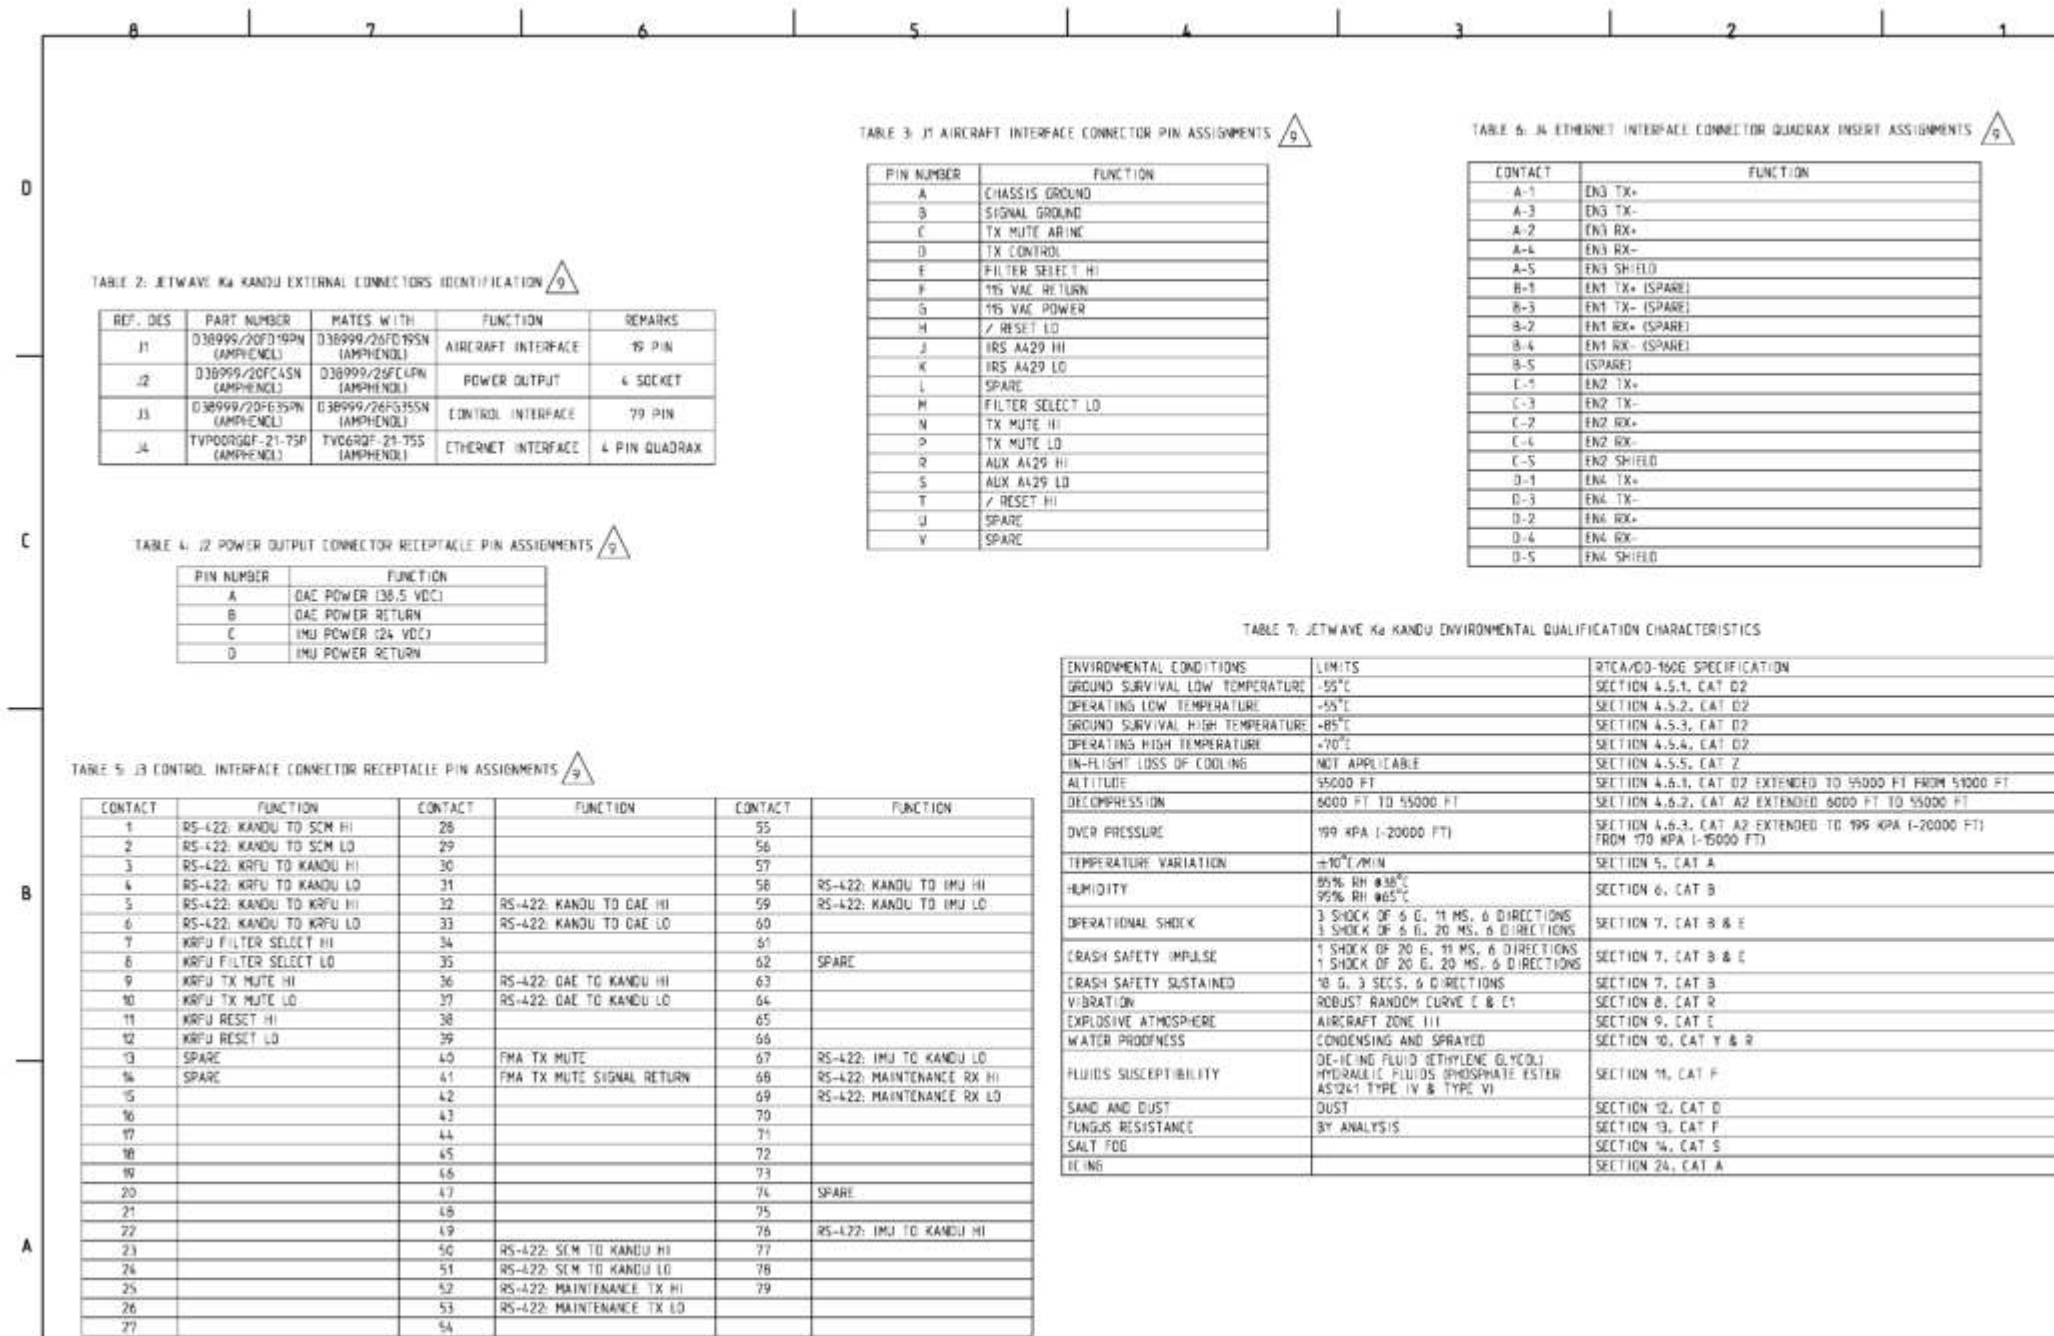 8 7 6 5 4 3 2 1
D
C
B
A
TABLE 2: JETWAVE Ka KANDU EXTERNAL CONNECTORS IDENTIFICATION 9
REF. DES PART NUMBER MATES WITH FUNCTION REMARKS
J1 D38999/20FD19PN (AMPHENOL) D38999/26FD19SN (AMPHENOL) AIRCRAFT INTERFACE 19 PIN
J2 D38999/20FC4SN (AMPHENOL) D38999/26FC4PN (AMPHENOL) POWER OUTPUT 4 SOCKET
J3 D38999/20FG35PN (AMPHENOL) D38999/26FG35SN (AMPHENOL) CONTROL INTERFACE 79 PIN
J4 TVP00RGQF-21-75P (AMPHENOL) TV06RQF-21-75S (AMPHENOL) ETHERNET INTERFACE 4 PIN QUADRAX
TABLE 4: J2 POWER OUTPUT CONNECTOR RECEPTACLE PIN ASSIGNMENTS 9
PIN NUMBER FUNCTION
A OAE POWER (38.5 VDC)
B OAE POWER RETURN
C IMU POWER (24 VDC)
D IMU POWER RETURN
TABLE 3: J1 AIRCRAFT INTERFACE CONNECTOR PIN ASSIGNMENTS 9
PIN NUMBER FUNCTION
A CHASSIS GROUND
B SIGNAL GROUND
C TX MUTE ARINC
D TX CONTROL
E FILTER SELECT HI
F 115 VAC RETURN
G 115 VAC POWER
H / RESET LO
J IRS A429 HI
K IRS A429 LO
L SPARE
M FILTER SELECT LO
N TX MUTE HI
P TX MUTE LO
R AUX A429 HI
S AUX A429 LO
T / RESET HI
U SPARE
V SPARE
TABLE 6: J4 ETHERNET INTERFACE CONNECTOR QUADRAX INSERT ASSIGNMENTS 9
CONTACT FUNCTION
A-1 EN3 TX+
A-3 EN3 TX-
A-2 EN3 RX+
A-4 EN3 RX-
A-5 EN3 SHIELD
B-1 EN1 TX+ (SPARE)
B-3 EN1 TX- (SPARE)
B-2 EN1 RX+ (SPARE)
B-4 EN1 RX- (SPARE)
B-5 (SPARE)
C-1 EN2 TX+
C-3 EN2 TX-
C-2 EN2 RX+
C-4 EN2 RX-
C-5 EN2 SHIELD
D-1 EN4 TX+
D-3 EN4 TX-
D-2 EN4 RX+
D-4 EN4 RX-
D-5 EN4 SHIELD
TABLE 5: J3 CONTROL INTERFACE CONNECTOR RECEPTACLE PIN ASSIGNMENTS 9
CONTACT FUNCTION CONTACT FUNCTION CONTACT FUNCTION
1 RS-422: KANDU TO SCM HI 28 55
2 RS-422: KANDU TO SCM LO 29 56
3 RS-422: KRFU TO KANDU HI 30 57
4 RS-422: KRFU TO KANDU LO 31 58 RS-422: KANDU TO IMU HI
5 RS-422: KANDU TO KRFU HI 32 RS-422: KANDU TO OAE HI 59 RS-422: KANDU TO IMU LO
6 RS-422: KANDU TO KRFU LO 33 RS-422: KANDU TO OAE LO 60
7 KRFU FILTER SELECT HI 34 61
8 KRFU FILTER SELECT LO 35 62 SPARE
9 KRFU TX MUTE HI 36 RS-422: OAE TO KANDU HI 63
10 KRFU TX MUTE LO 37 RS-422: OAE TO KANDU LO 64
11 KRFU RESET HI 38 65
12 KRFU RESET LO 39 66
13 SPARE 40 FMA TX MUTE 67 RS-422: IMU TO KANDU LO
14 SPARE 41 FMA TX MUTE SIGNAL RETURN 68 RS-422: MAINTENANCE RX HI
15 42 69 RS-422: MAINTENANCE RX LO
16 43 70
17 44 71
18 45 72
19 46 73
20 47 74 SPARE
21 48 75
22 49 76 RS-422: IMU TO KANDU HI
23 50 RS-422: SCM TO KANDU HI 77
24 51 RS-422: SCM TO KANDU LO 78
25 52 RS-422: MAINTENANCE TX HI 79
26 53 RS-422: MAINTENANCE TX LO
27 54
TABLE 7: JETWAVE Ka KANDU ENVIRONMENTAL QUALIFICATION CHARACTERISTICS
ENVIRONMENTAL CONDITIONS LIMITS RTCA/DO-160G SPECIFICATION
GROUND SURVIVAL LOW TEMPERATURE -55°C SECTION 4.5.1, CAT D2
OPERATING LOW TEMPERATURE -55°C SECTION 4.5.2, CAT D2
GROUND SURVIVAL HIGH TEMPERATURE +85°C SECTION 4.5.3, CAT D2
OPERATING HIGH TEMPERATURE +70°C SECTION 4.5.4, CAT D2
IN-FLIGHT LOSS OF COOLING NOT APPLICABLE SECTION 4.5.5, CAT Z
ALTITUDE 55000 FT SECTION 4.6.1, CAT D2 EXTENDED TO 55000 FT FROM 51000 FT
DECOMPRESSION 6000 FT TO 55000 FT SECTION 4.6.2, CAT A2 EXTENDED 6000 FT TO 55000 FT
OVER PRESSURE 199 KPA (-20000 FT) SECTION 4.6.3, CAT A2 EXTENDED TO 199 KPA (-20000 FT) FROM 170 KPA (-15000 FT)
TEMPERATURE VARIATION ±10°C/MIN SECTION 5, CAT A
HUMIDITY 85% RH @38°C 95% RH @65°C SECTION 6, CAT B
OPERATIONAL SHOCK 3 SHOCK OF 6 G, 11 MS, 6 DIRECTIONS 3 SHOCK OF 6 G, 20 MS, 6 DIRECTIONS SECTION 7, CAT B & E
CRASH SAFETY IMPULSE 1 SHOCK OF 20 G, 11 MS, 6 DIRECTIONS 1 SHOCK OF 20 G, 20 MS, 6 DIRECTIONS SECTION 7, CAT B & E
CRASH SAFETY SUSTAINED 18 G, 3 SECS, 6 DIRECTIONS SECTION 7, CAT B
VIBRATION ROBUST RANDOM CURVE C & C1 SECTION 8, CAT R
EXPLOSIVE ATMOSPHERE AIRCRAFT ZONE III SECTION 9, CAT E
WATER PROOFNESS CONDENSING AND SPRAYED SECTION 10, CAT Y & R
FLUIDS SUSCEPTIBILITY DE-ICING FLUID (ETHYLENE GLYCOL) HYDRAULIC FLUIDS (PHOSPHATE ESTER AS1241 TYPE IV & TYPE V) SECTION 11, CAT F
SAND AND DUST DUST SECTION 12, CAT D
FUNGUS RESISTANCE BY ANALYSIS SECTION 13, CAT F
SALT FOG SECTION 14, CAT S
ICING SECTION 24, CAT A